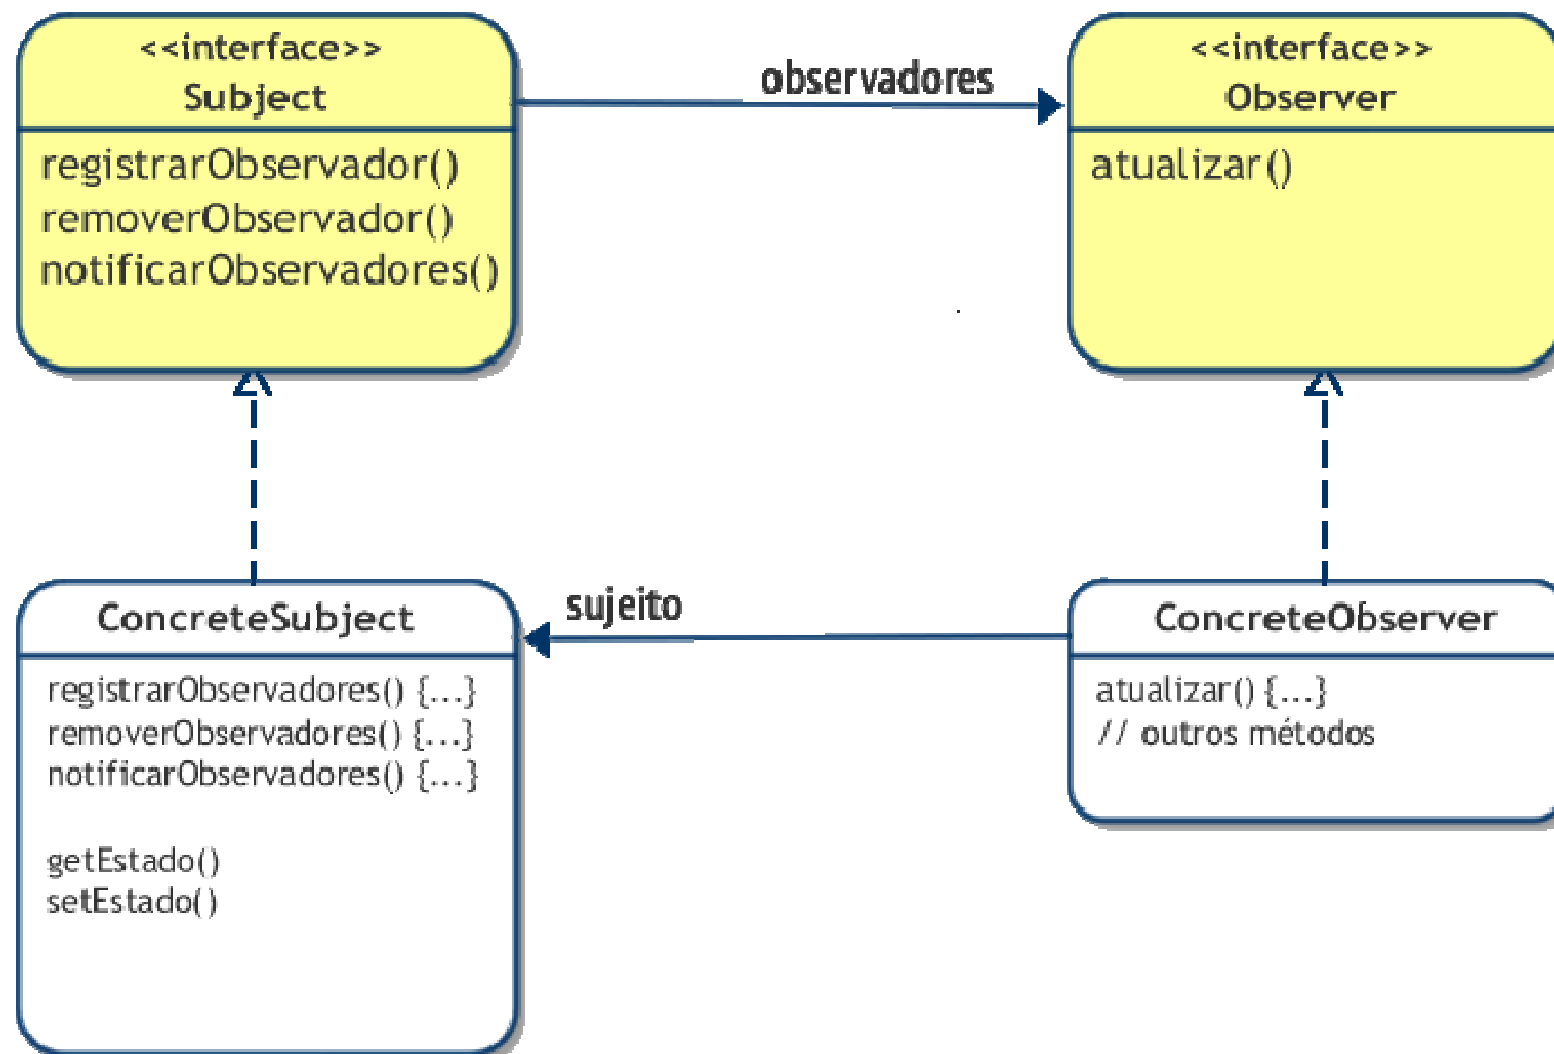 <<interface>>
Subject
registrarObservador()
removerObservador()
notificarObservadores()
observadores
<<interface>>
Observer
atualizar()
ConcreteSubject
registrarObservadores() {...}
removerObservadores() {...}
notificarObservadores() {...}
getEstado()
setEstado()
sujeito
ConcreteObserver
atualizar() {...}
// outros métodos